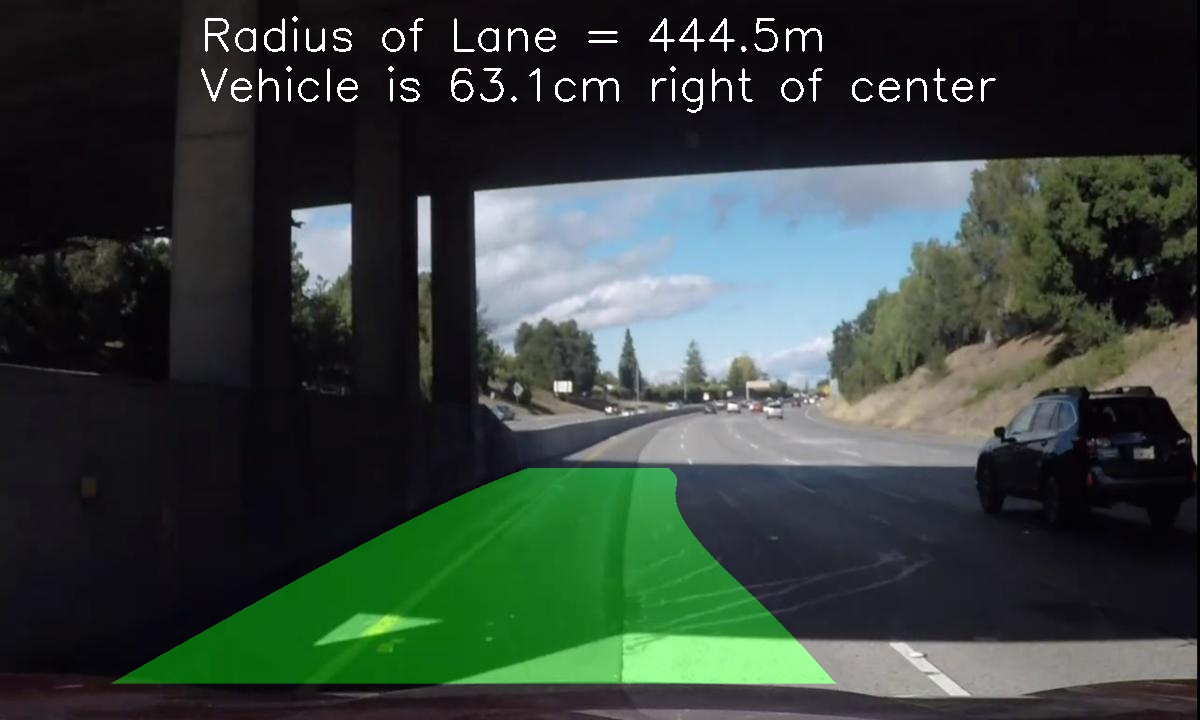 Radius of Lane = 444.5m
Vehicle is 63.1cm right of center